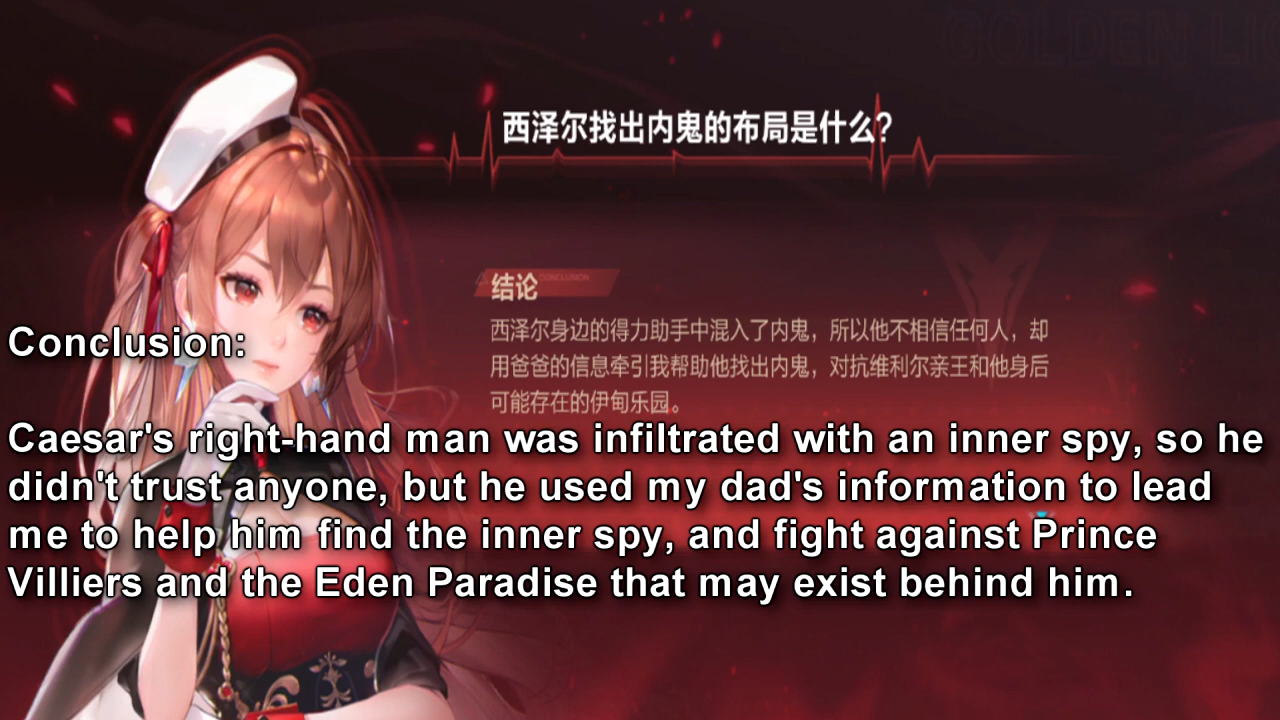 GOLDEN LI
西泽尔找出内鬼的布局是什么?
结论 CONCLUSION
西泽尔身边的得力助手中混入了内鬼，所以他不相信任何人，却
用爸爸的信息牵引我帮助他找出内鬼，对抗维利尔亲王和他身后
可能存在的伊甸乐园。
Conclusion:
Caesar's right-hand man was infiltrated with an inner spy, so he
didn't trust anyone, but he used my dad's information to lead
me to help him find the inner spy, and fight against Prince
Villiers and the Eden Paradise that may exist behind him.